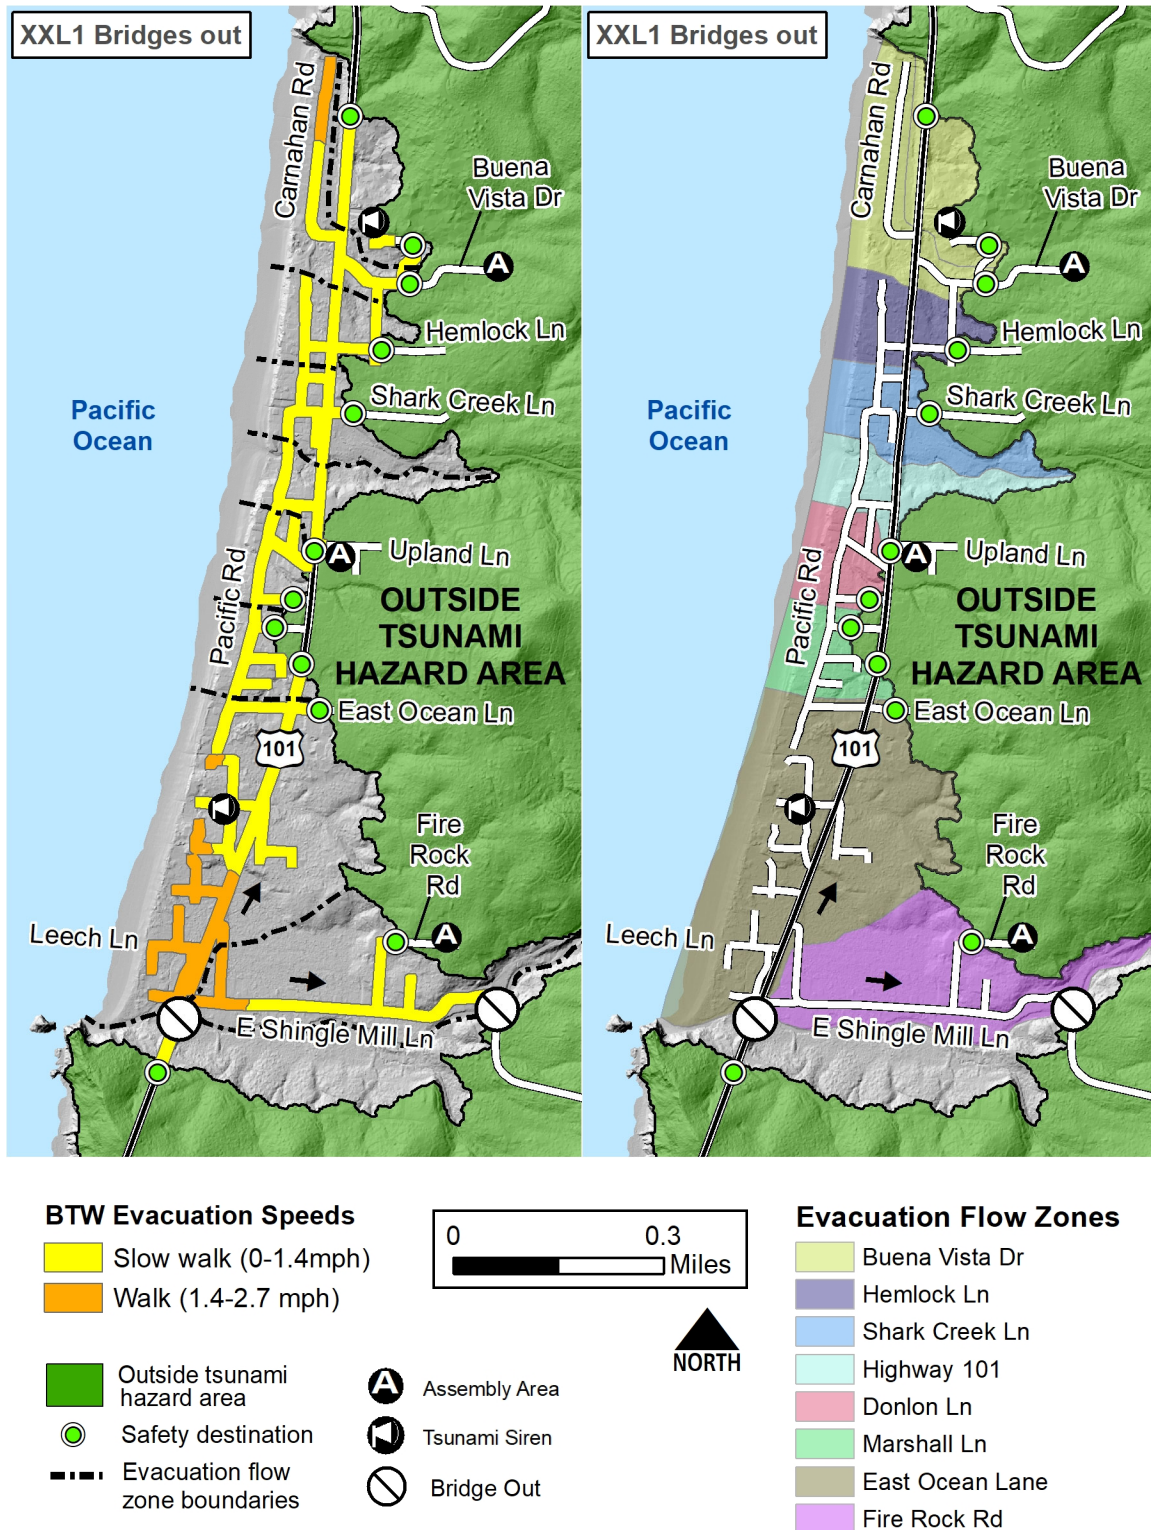 XXL1 Bridges out
Carnahan Rd
Buena
Vista Dr
A
Hemlock Ln
Shark Creek Ln
Pacific
Ocean
Upland Ln
A
Pacific Rd
OUTSIDE
TSUNAMI
HAZARD AREA
East Ocean Ln
101
Fire
Rock
Rd
A
Leech Ln
E Shingle Mill Ln
XXL1 Bridges out
Carnahan Rd
Buena
Vista Dr
A
Hemlock Ln
Shark Creek Ln
Pacific
Ocean
Upland Ln
A
Pacific Rd
OUTSIDE
TSUNAMI
HAZARD AREA
East Ocean Ln
101
Fire
Rock
Rd
A
Leech Ln
E Shingle Mill Ln
BTW Evacuation Speeds
Slow walk (0-1.4mph)
Walk (1.4-2.7 mph)
Outside tsunami
hazard area
Safety destination
Evacuation flow
zone boundaries
0 0.3
Miles
NORTH
A Assembly Area
Tsunami Siren
Bridge Out
Evacuation Flow Zones
Buena Vista Dr
Hemlock Ln
Shark Creek Ln
Highway 101
Donlon Ln
Marshall Ln
East Ocean Lane
Fire Rock Rd